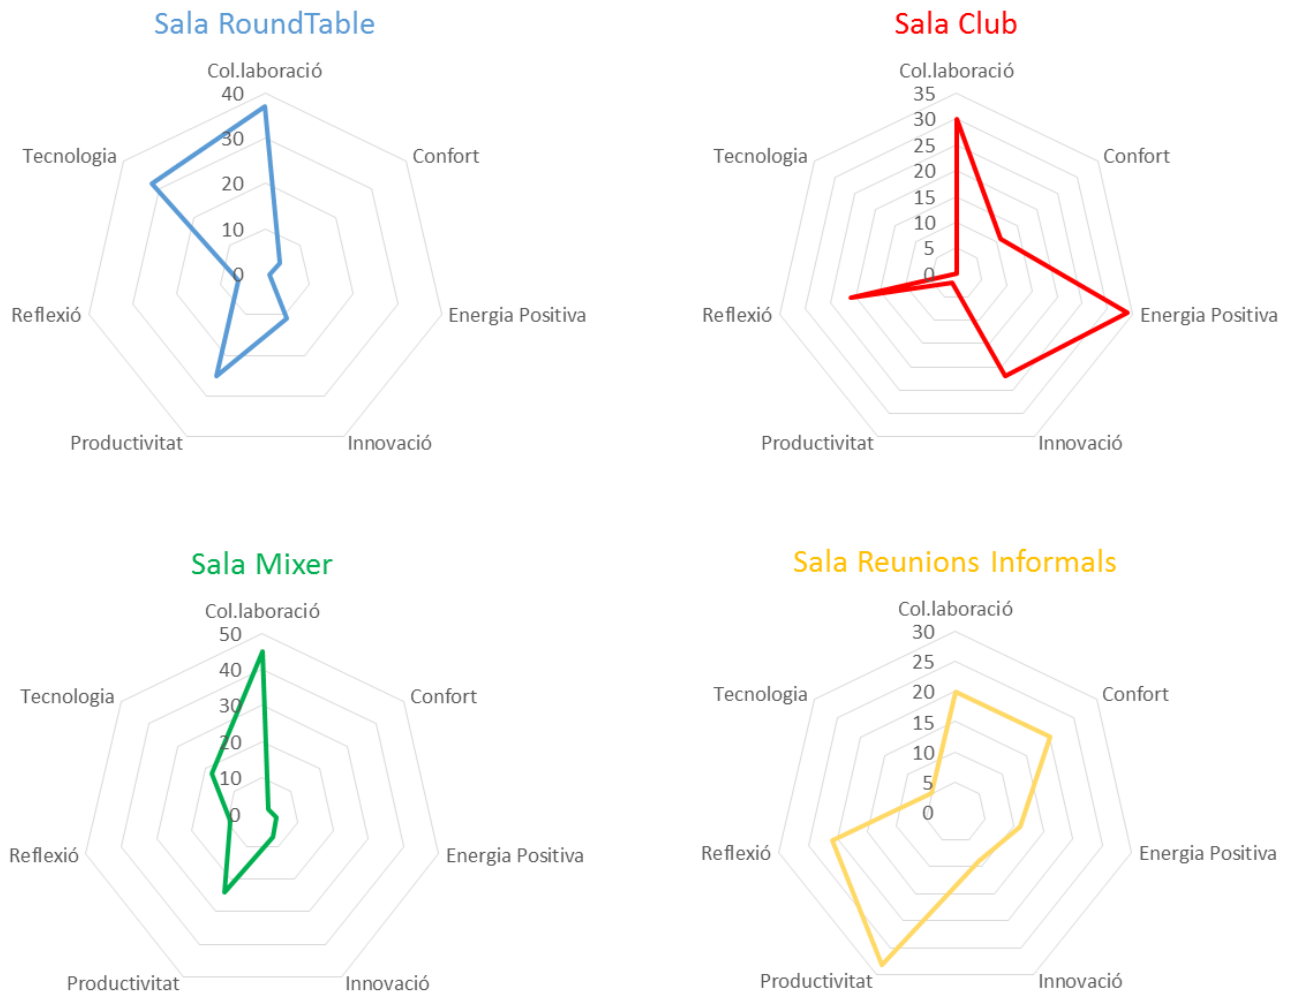 Sala RoundTable
Col.laboració
40
30
20
10
0
Confort
Energia Positiva
Innovació
Productivitat
Reflexió
Tecnologia
Sala Club
Col.laboració
35
30
25
20
15
10
5
0
Confort
Energia Positiva
Innovació
Productivitat
Reflexió
Tecnologia
Sala Mixer
Col.laboració
50
40
30
20
10
0
Confort
Energia Positiva
Innovació
Productivitat
Reflexió
Tecnologia
Sala Reunions Informals
Col.laboració
30
25
20
15
10
5
0
Confort
Energia Positiva
Innovació
Productivitat
Reflexió
Tecnologia